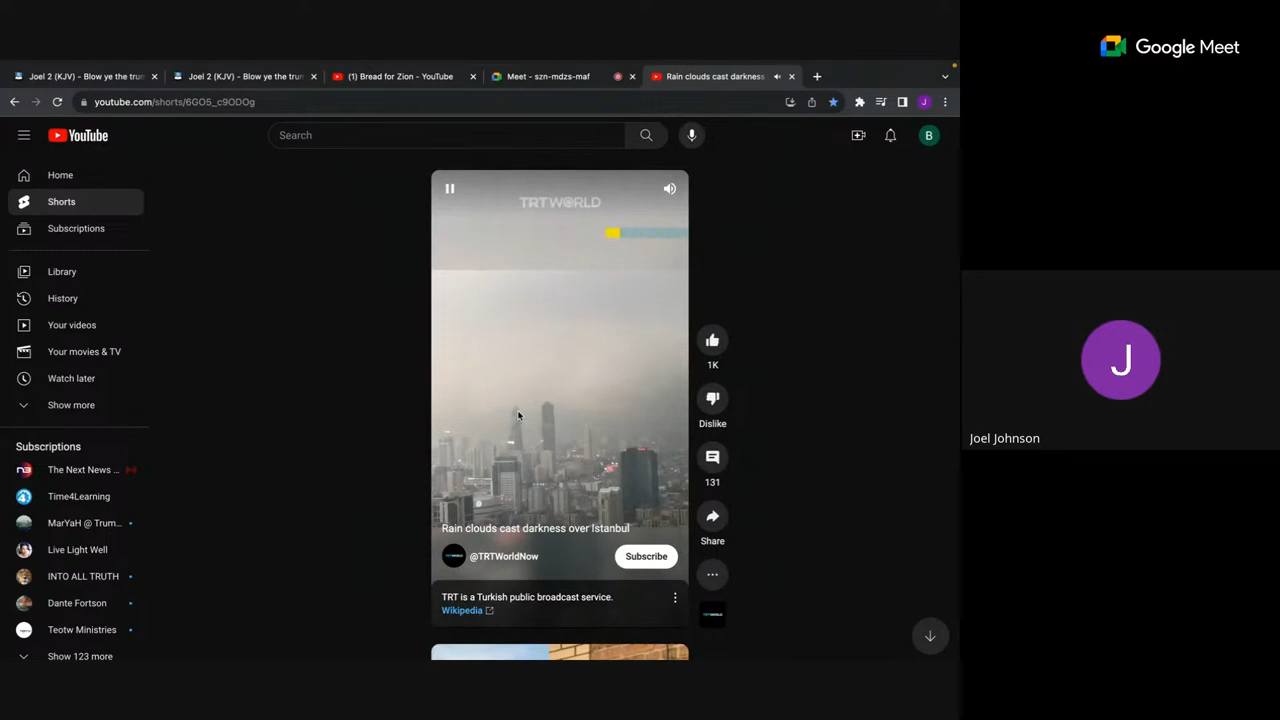 Google Meet
Joel 2 (KJV) - Blow ye the trum
Joel 2 (KJV) - Blow ye the trum
(1) Bread for Zion - YouTube
Meet - szn-mdzs-maf
Rain clouds cast darkness
youtube.com/shorts/6GO5_c9ODOg
J
YouTube
Search
B
Home
Shorts
Subscriptions
Library
History
Your videos
Your movies & TV
Watch later
Show more
Subscriptions
The Next News ...
Time4Learning
MarYaH @ Trum...
Live Light Well
INTO ALL TRUTH
Dante Fortson
Teotw Ministries
Show 123 more
TRTWORLD
Rain clouds cast darkness over Istanbul
@TRTWorldNow
Subscribe
TRT is a Turkish public broadcast service.
Wikipedia
1K
Dislike
131
Share
J
Joel Johnson